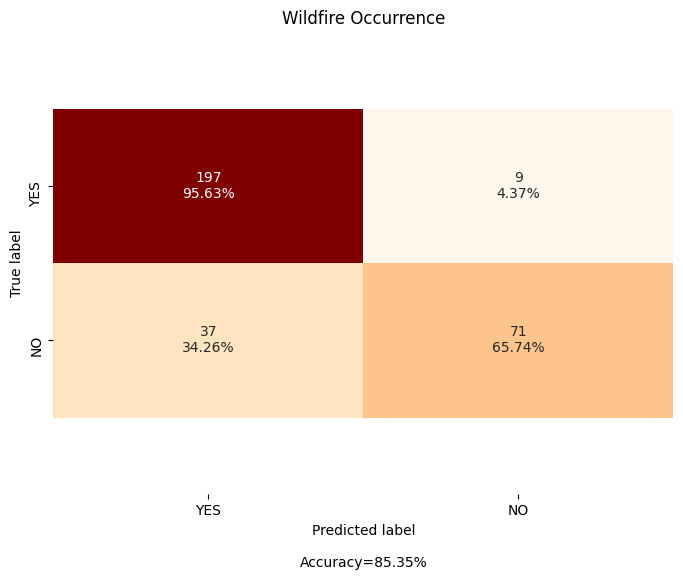 Wildfire Occurrence
True label
YES
197
95.63%
9
4.37%
NO
37
34.26%
71
65.74%
YES
NO
Predicted label
Accuracy=85.35%